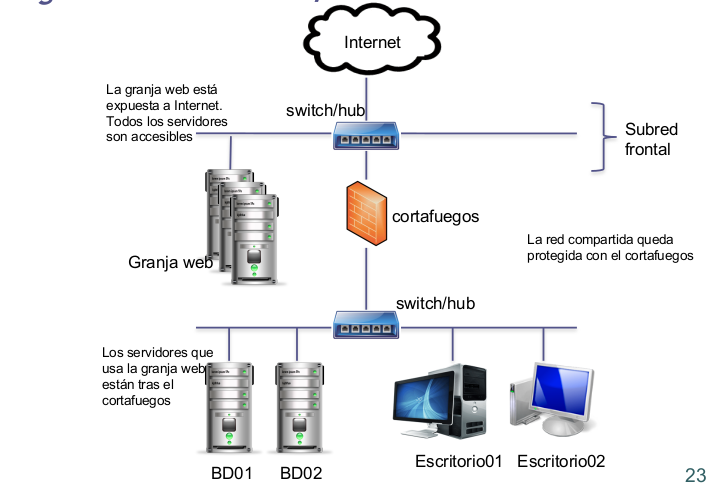 Internet
La granja web está
expuesta a Internet.
Todos los servidores
son accesibles
switch/hub
Subred
frontal
cortafuegos
La red compartida queda
protegida con el cortafuegos
Granja web
switch/hub
Los servidores que
usa la granja web
están tras el
cortafuegos
BD01
BD02
Escritorio01
Escritorio02
23